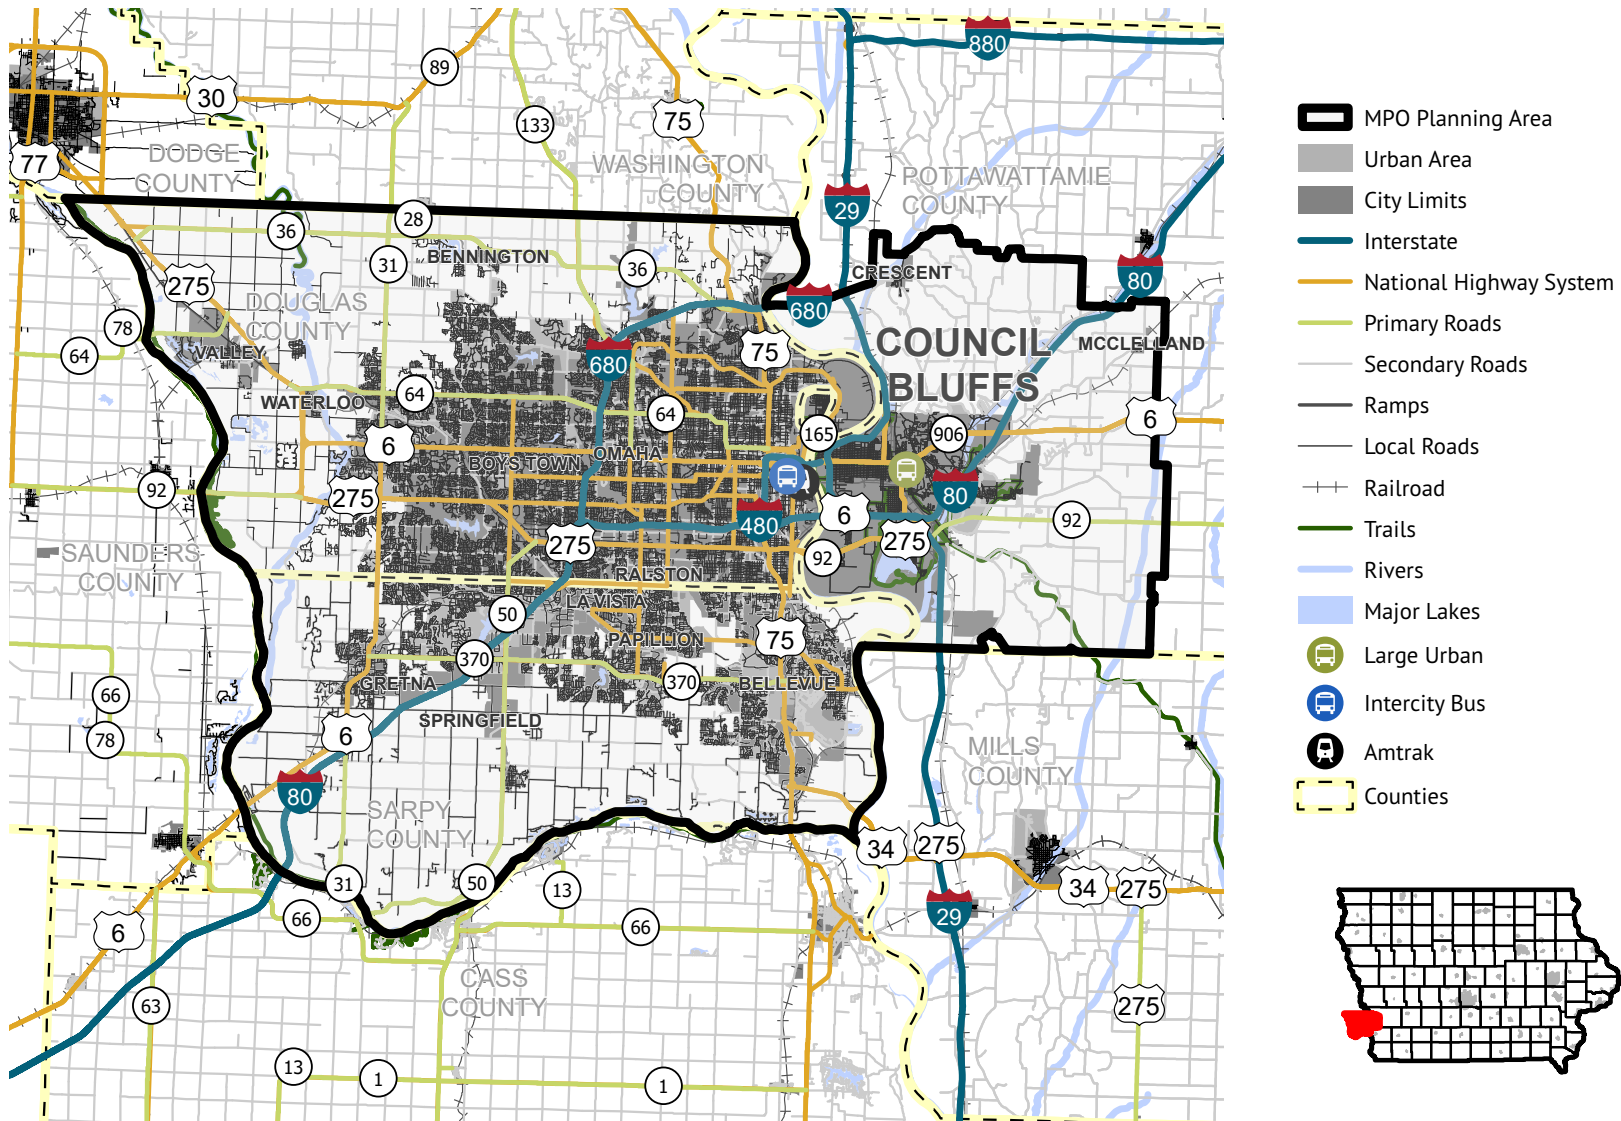 880
89
30
133
75
77
DODGE
COUNTY
WASHINGTON
COUNTY
POTTAWATTAMIE
COUNTY
29
28
36
31
BENNINGTON
36
CRESCENT
80
275
DOUGLAS
COUNTY
680
78
64
VALLEY
75
COUNCIL
BLUFFS
MCCLELLAND
680
WATERLOO
64
64
6
6
165
906
BOYS TOWN
OMAHA
92
275
80
480
6
92
275
275
92
SAUNDERS
COUNTY
RALSTON
LA VISTA
50
PAPILLION
75
370
GRETNA
370
BELLEVUE
66
SPRINGFIELD
78
6
MILLS
COUNTY
80
SARPY
COUNTY
34
275
31
50
13
34
275
66
66
29
6
CASS
COUNTY
63
275
13
1
1
MPO Planning Area
Urban Area
City Limits
Interstate
National Highway System
Primary Roads
Secondary Roads
Ramps
Local Roads
Railroad
Trails
Rivers
Major Lakes
Large Urban
Intercity Bus
Amtrak
Counties